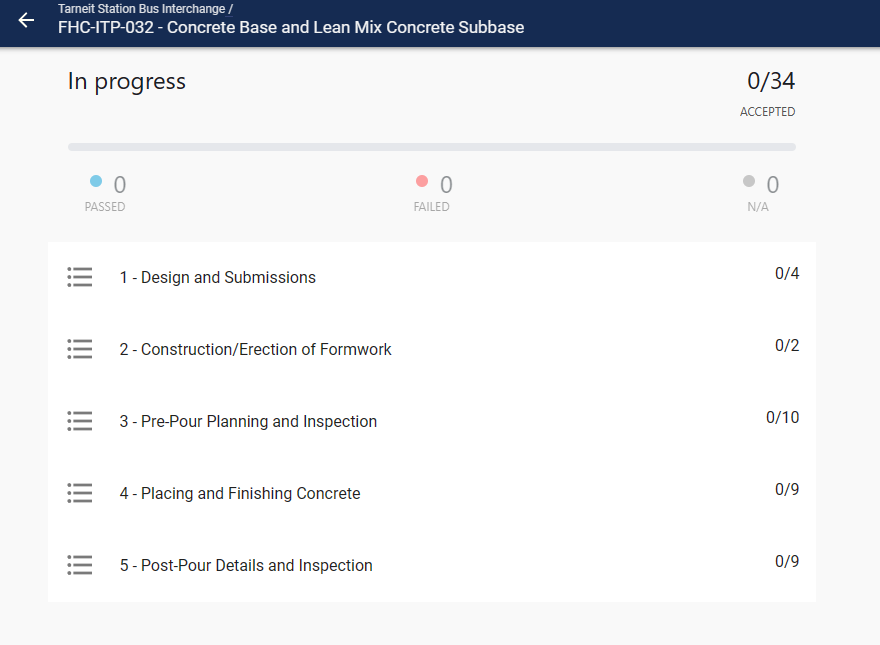 Tarneit Station Bus Interchange /
FHC-ITP-032 - Concrete Base and Lean Mix Concrete Subbase
In progress
0/34
ACCEPTED
0
PASSED
0
FAILED
0
N/A
1 - Design and Submissions
0/4
2 - Construction/Erection of Formwork
0/2
3 - Pre-Pour Planning and Inspection
0/10
4 - Placing and Finishing Concrete
0/9
5 - Post-Pour Details and Inspection
0/9